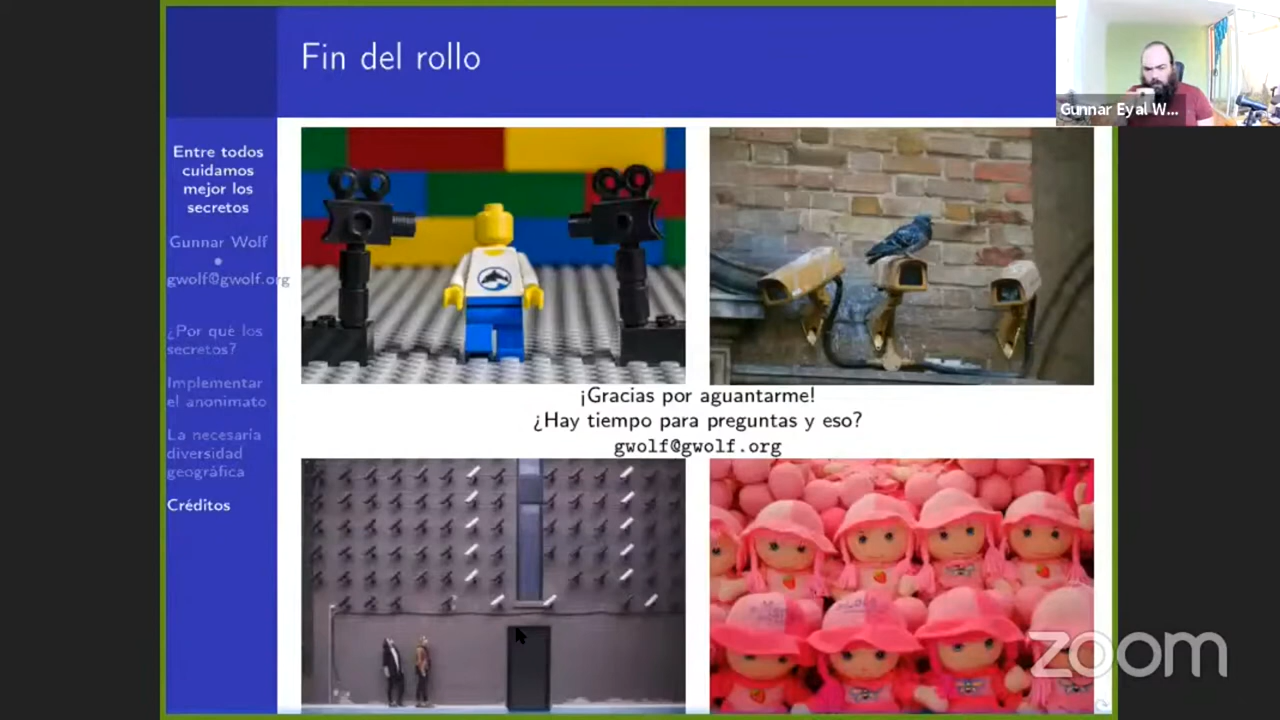 Fin del rollo
Gunnar Eyal W...
Entre todos
cuidamos
mejor los
secretos
Gunnar Wolf
•
gwolf@gwolf.org
¿Por qué los
secretos?
Implementar
el anonimato
La necesaria
diversidad
geográfica
Créditos
¡Gracias por aguantarme!
¿Hay tiempo para preguntas y eso?
gwolf@gwolf.org
zoom